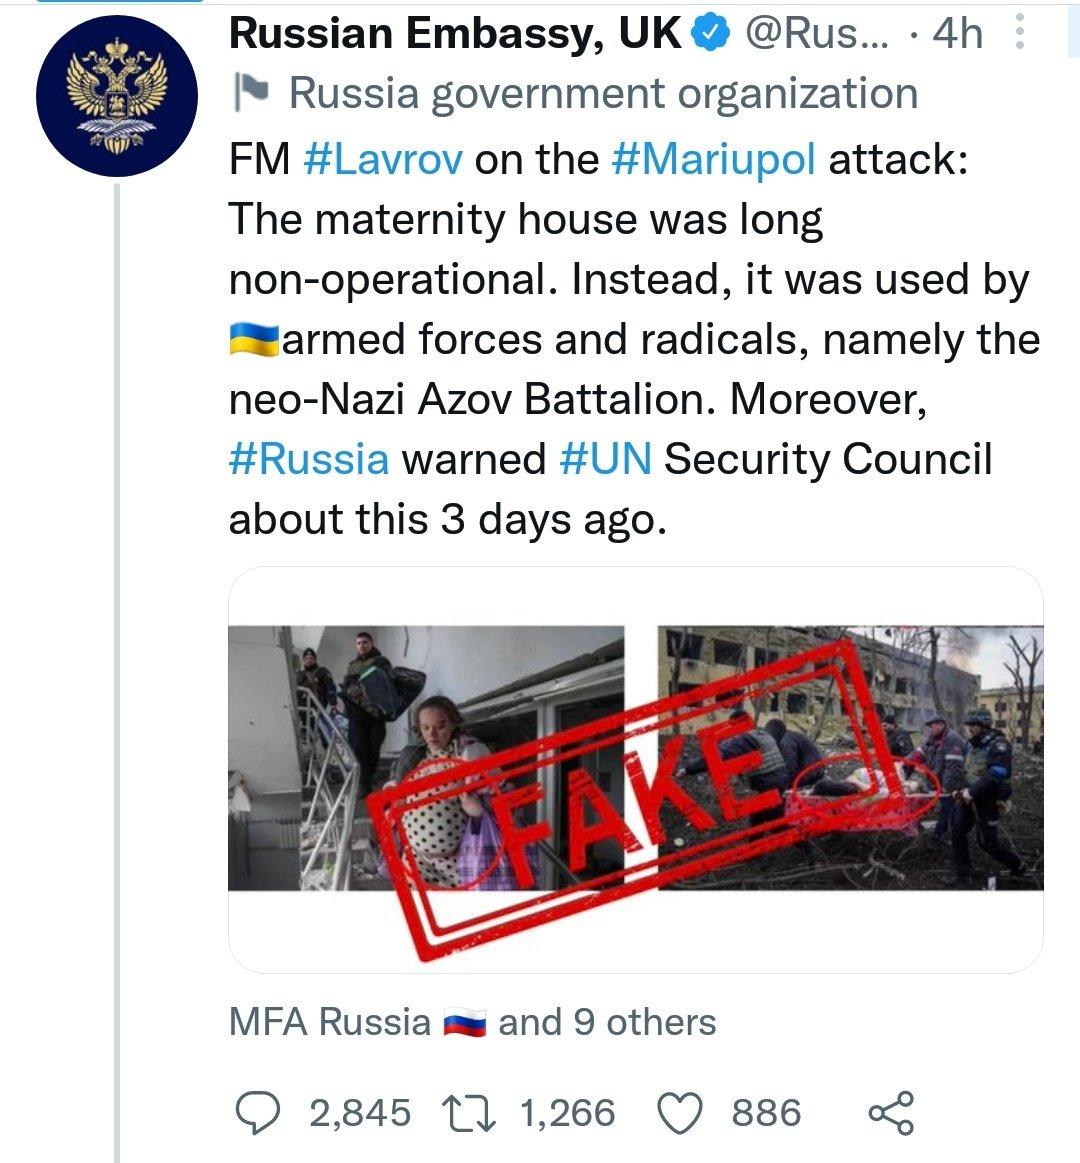 Russian Embassy, UK @Rus... · 4h
Russia government organization
FM #Lavrov on the #Mariupol attack:
The maternity house was long
non-operational. Instead, it was used by
🇺🇦armed forces and radicals, namely the
neo-Nazi Azov Battalion. Moreover,
#Russia warned #UN Security Council
about this 3 days ago.
FAKE
MFA Russia 🇷🇺 and 9 others
2,845 1,266 886